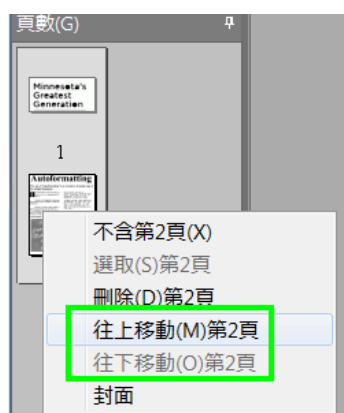 頁數(G)
Minnesota's
Greatest
Generation
1
Autoformatting
不含第2頁(X)
選取(S)第2頁
刪除(D)第2頁
往上移動(M)第2頁
往下移動(O)第2頁
封面